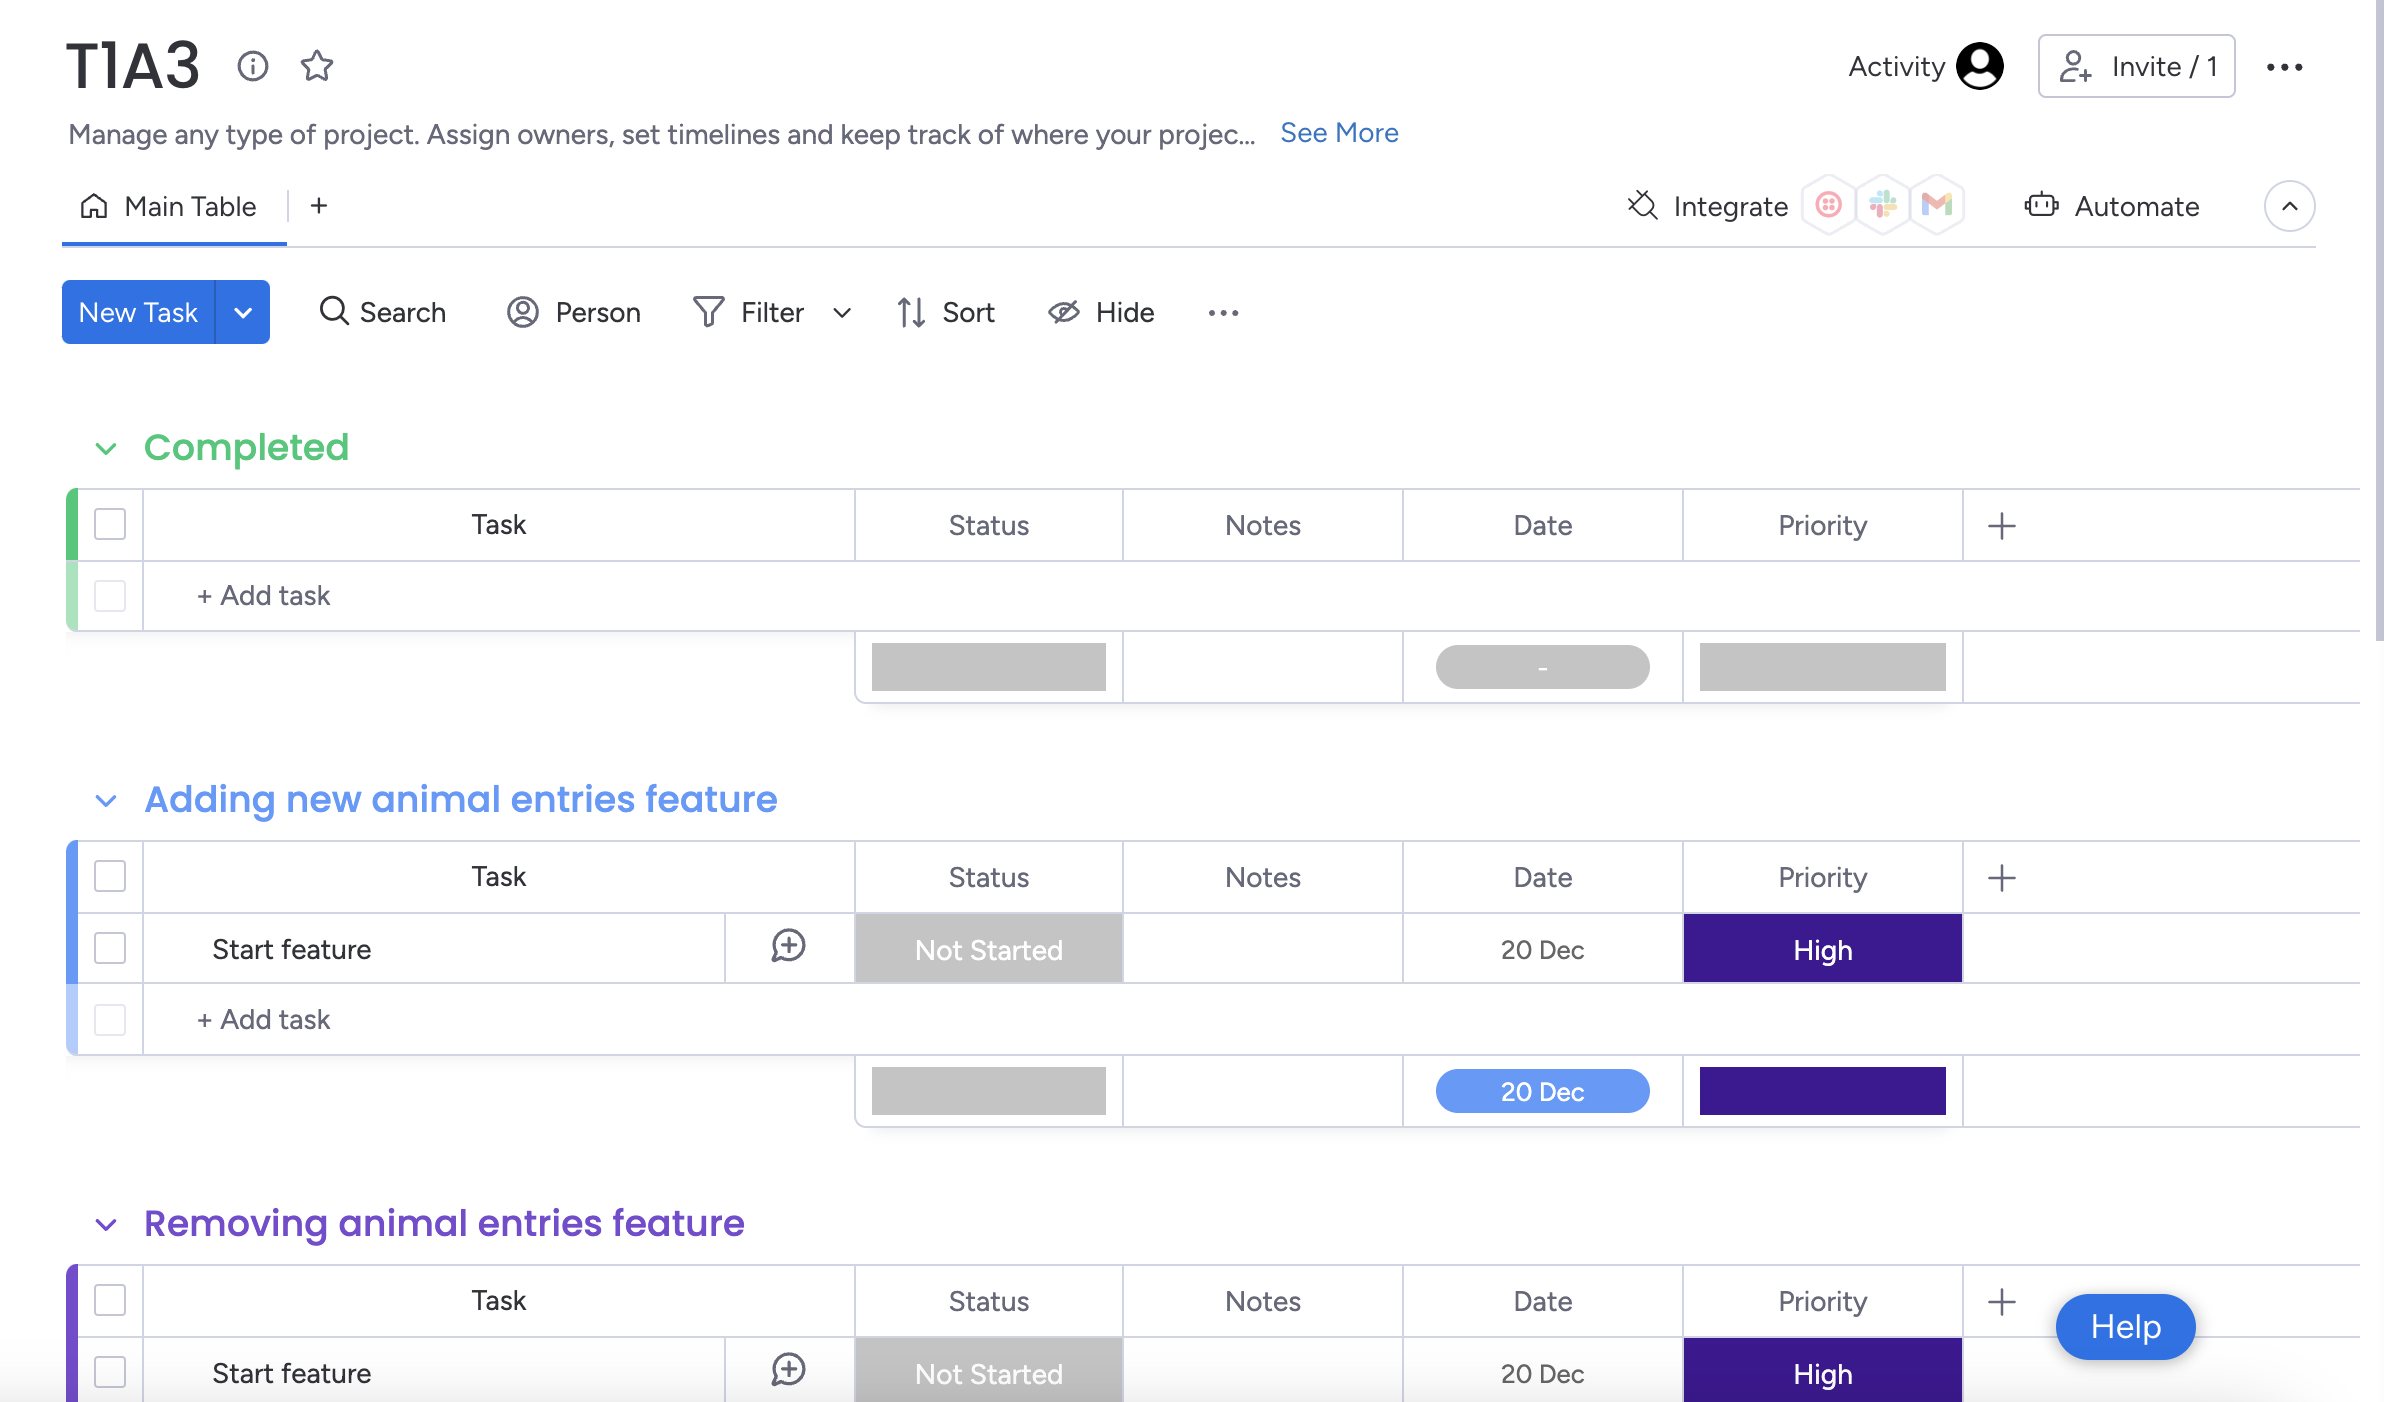 T1A3
Activity
Invite / 1
Manage any type of project. Assign owners, set timelines and keep track of where your projec... See More
Main Table
+
Integrate
Automate
New Task
Search
Person
Filter
Sort
Hide
Completed
Task Status Notes Date Priority +
+ Add task
-
Adding new animal entries feature
Task Status Notes Date Priority +
Start feature Not Started 20 Dec High
+ Add task
20 Dec
Removing animal entries feature
Task Status Notes Date Priority +
Help
Start feature Not Started 20 Dec High